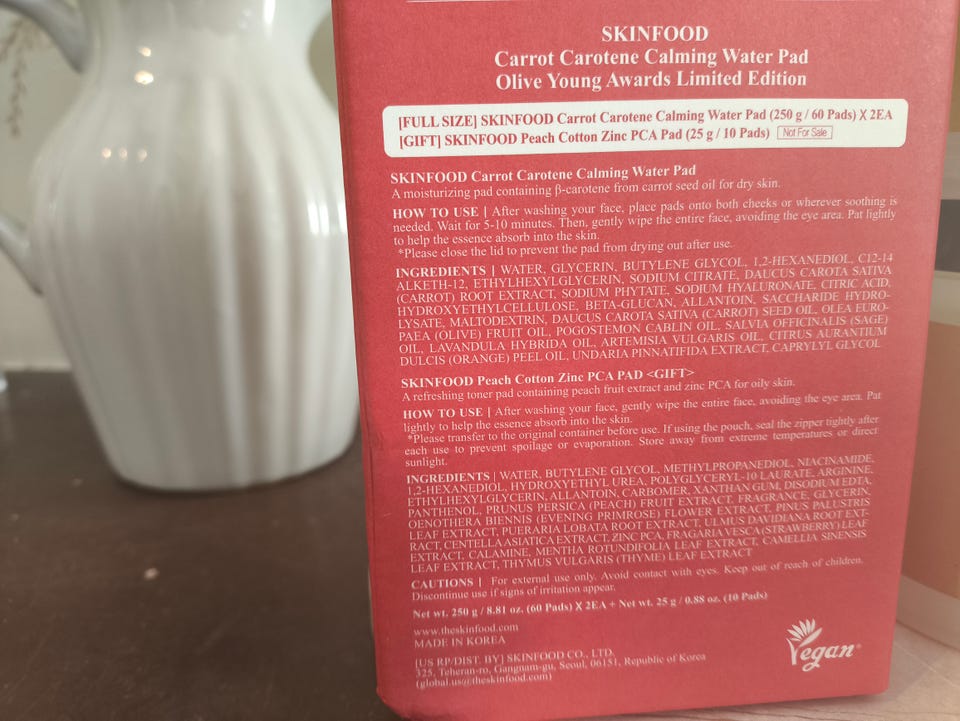 SKINFOOD
Carrot Carotene Calming Water Pad
Olive Young Awards Limited Edition
[FULL SIZE] SKINFOOD Carrot Carotene Calming Water Pad (250 g / 60 Pads) X 2EA
[GIFT] SKINFOOD Peach Cotton Zinc PCA Pad (25 g / 10 Pads) Not For Sale
SKINFOOD Carrot Carotene Calming Water Pad
A moisturizing pad containing β-carotene from carrot seed oil for dry skin.
HOW TO USE | After washing your face, place pads onto both cheeks or wherever soothing is
needed. Wait for 5-10 minutes. Then, gently wipe the entire face, avoiding the eye area. Pat lightly
to help the essence absorb into the skin.
*Please close the lid to prevent the pad from drying out after use.
INGREDIENTS | WATER, GLYCERIN, BUTYLENE GLYCOL, 1,2-HEXANEDIOL, C12-14
ALKETH-12, ETHYLHEXYLGLYCERIN, SODIUM CITRATE, DAUCUS CAROTA SATIVA
(CARROT) ROOT EXTRACT, SODIUM PHYTATE, SODIUM HYALURONATE, CITRIC ACID,
HYDROXYETHYLCELLULOSE, BETA-GLUCAN, ALLANTOIN, SACCHARIDE HYDRO-
LYSATE, MALTODEXTRIN, DAUCUS CAROTA SATIVA (CARROT) SEED OIL, OLEA EURO-
PAEA (OLIVE) FRUIT OIL, POGOSTEMON CABLIN OIL, SALVIA OFFICINALIS (SAGE)
OIL, LAVANDULA HYBRIDA OIL, ARTEMISIA VULGARIS OIL, CITRUS AURANTIUM
DULCIS (ORANGE) PEEL OIL, UNDARIA PINNATIFIDA EXTRACT, CAPRYLYL GLYCOL
SKINFOOD Peach Cotton Zinc PCA PAD <GIFT>
A refreshing toner pad containing peach fruit extract and zinc PCA for oily skin.
HOW TO USE | After washing your face, gently wipe the entire face, avoiding the eye area. Pat
lightly to help the essence absorb into the skin.
*Please transfer to the original container before use. If using the pouch, seal the zipper tightly after
each use to prevent spoilage or evaporation. Store away from extreme temperatures or direct
sunlight.
INGREDIENTS | WATER, BUTYLENE GLYCOL, METHYLPROPANEDIOL, NIACINAMIDE,
1,2-HEXANEDIOL, HYDROXYETHYL UREA, POLYGLYCERYL-10 LAURATE, ARGININE,
ETHYLHEXYLGLYCERIN, ALLANTOIN, CARBOMER, XANTHAN GUM, DISODIUM EDTA,
PANTHENOL, PRUNUS PERSICA (PEACH) FRUIT EXTRACT, FRAGRANCE, GLYCERIN,
OENOTHERA BIENNIS (EVENING PRIMROSE) FLOWER EXTRACT, PINUS PALUSTRIS
LEAF EXTRACT, PUERARIA LOBATA ROOT EXTRACT, ULMUS DAVIDIANA ROOT EXT-
RACT, CENTELLA ASIATICA EXTRACT, ZINC PCA, FRAGARIA VESCA (STRAWBERRY) LEAF
EXTRACT, CALAMINE, MENTHA ROTUNDIFOLIA LEAF EXTRACT, CAMELLIA SINENSIS
LEAF EXTRACT, THYMUS VULGARIS (THYME) LEAF EXTRACT
CAUTIONS | For external use only. Avoid contact with eyes. Keep out of reach of children.
Discontinue use if signs of irritation appear.
Net wt. 250 g / 8.81 oz. (60 Pads) X 2EA + Net wt. 25 g / 0.88 oz. (10 Pads)
www.theskinfood.com
MADE IN KOREA
[US RP/DIST. BY] SKINFOOD CO., LTD.
325, Teheran-ro, Gangnam-gu, Seoul, 06151, Republic of Korea
(global.us@theskinfood.com)
Vegan